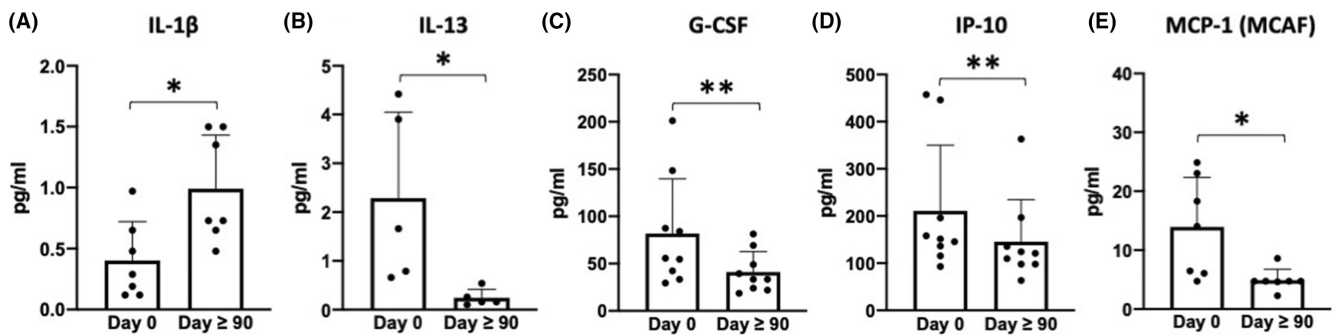 (A) IL-1β
*
2.0
1.5
1.0
0.5
0.0
pg/ml
Day 0 Day ≥ 90
(B) IL-13
*
5
4
3
2
1
0
pg/ml
Day 0 Day ≥ 90
(C) G-CSF
**
250
200
150
100
50
0
pg/ml
Day 0 Day ≥ 90
(D) IP-10
**
500
400
300
200
100
0
pg/ml
Day 0 Day ≥ 90
(E) MCP-1 (MCAF)
*
40
30
20
10
0
pg/ml
Day 0 Day ≥ 90